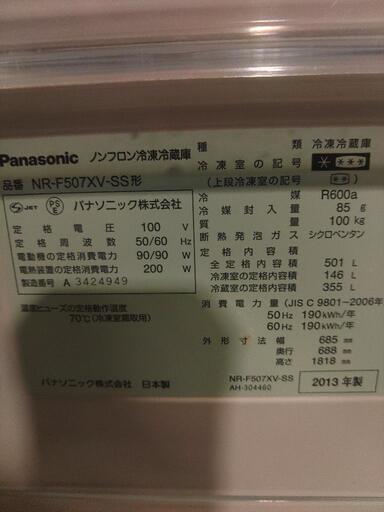 Panasonic ノンフロン冷凍冷蔵庫
品番 NR-F507XV-SS形
JET PSE パナソニック株式会社
定格電圧 100 V
定格周波数 50/60 Hz
電動機の定格消費電力 90/90 W
電熱装置の定格消費電力 200 W
製造番号 A 3424949
温度ヒューズの定格動作温度
70℃(冷凍室霜取用)
パナソニック株式会社 日本製
種類 冷凍冷蔵庫
冷凍室の記号 * ***
(上段冷凍室の記号 **)
冷媒 R600a
冷媒封入量 85 g
質量 100 kg
断熱発泡ガス シクロペンタン
定格内容積
全定格内容積 501 L
冷凍室の定格内容積 146 L
冷蔵室の定格内容積 355 L
消費電力量 (JIS C 9801-2006年
50Hz 190kWh/年
60Hz 190kWh/年
外形寸法 幅 685 mm
奥行 688 mm
高さ 1818 mm
NR-F507XV-SS
AH-304460
2013 年製